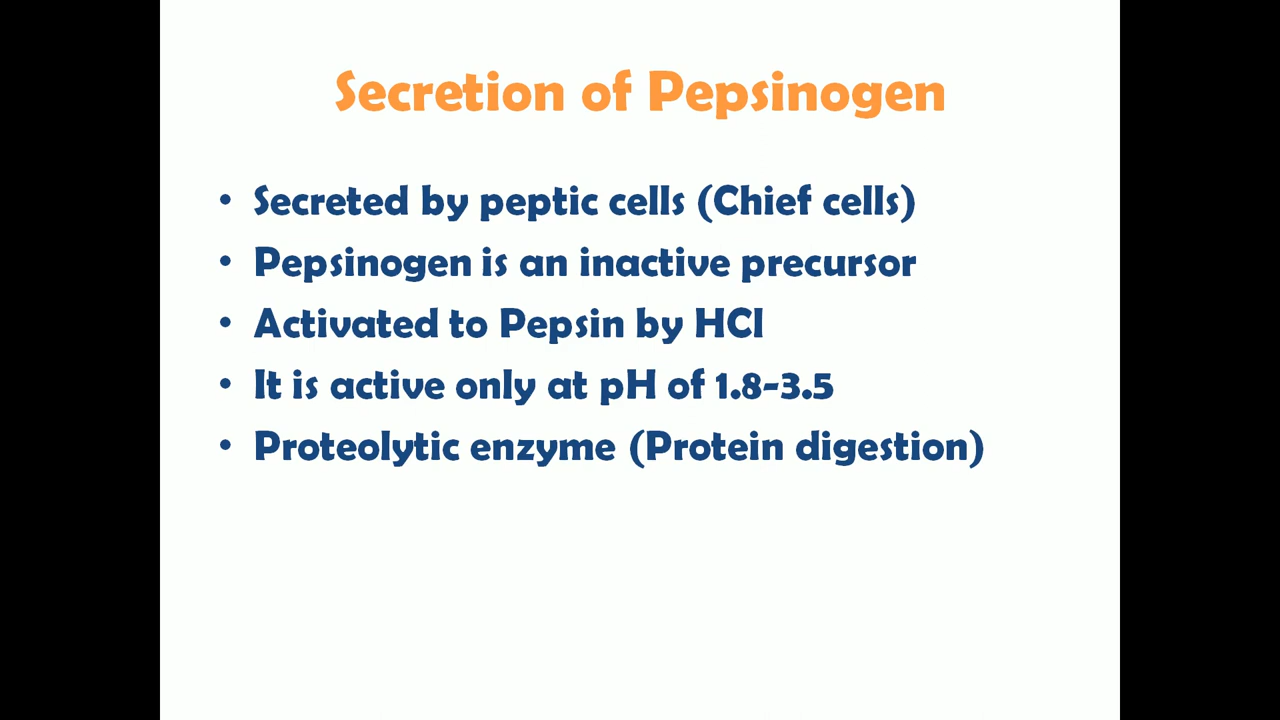 Secretion of Pepsinogen
• Secreted by peptic cells (Chief cells)
• Pepsinogen is an inactive precursor
• Activated to Pepsin by HCl
• It is active only at pH of 1.8-3.5
• Proteolytic enzyme (Protein digestion)